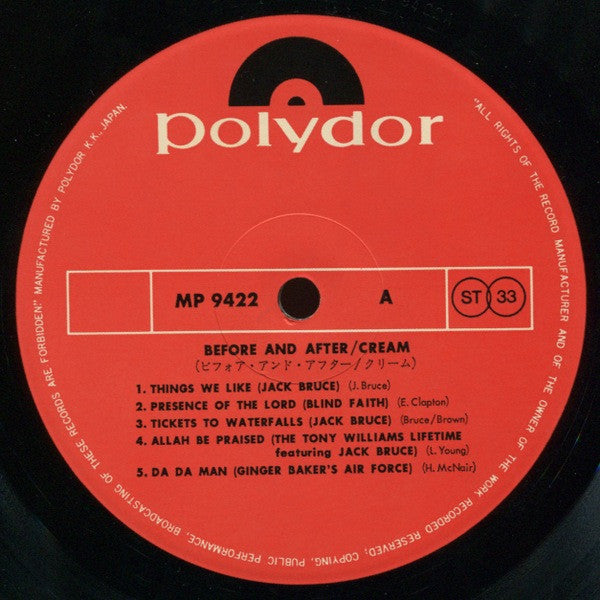 polydor
MP 9422
A
ST 33
BEFORE AND AFTER/CREAM
(ビフォア・アンド・アフター/クリーム)
1. THINGS WE LIKE (JACK BRUCE) (J. Bruce)
2. PRESENCE OF THE LORD (BLIND FAITH) (E. Clapton)
3. TICKETS TO WATERFALLS (JACK BRUCE) (Bruce/Brown)
4. ALLAH BE PRAISED (THE TONY WILLIAMS LIFETIME
featuring JACK BRUCE) (L. Young)
5. DA DA MAN (GINGER BAKER'S AIR FORCE) (H. McNair)
"ALL RIGHTS OF THE RECORD MANUFACTURER AND OF THE OWNER OF THE WORK RECORDED RESERVED; COPYING, PUBLIC PERFORMANCE, BROADCASTING OF THESE RECORDS ARE FORBIDDEN." MANUFACTURED BY POLYDOR K.K., JAPAN.